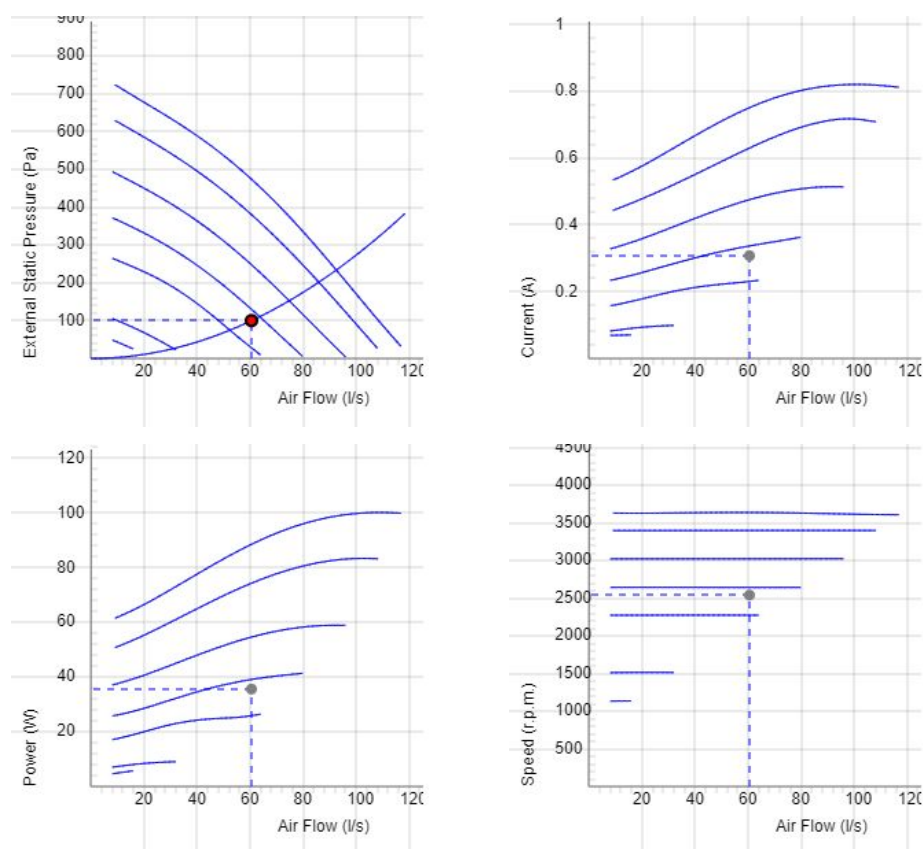 900
800
700
600
500
400
300
200
100
External Static Pressure (Pa)
20 40 60 80 100 120
Air Flow (l/s)
1
0.8
0.6
0.4
0.2
Current (A)
20 40 60 80 100 120
Air Flow (l/s)
120
100
80
60
40
20
Power (W)
20 40 60 80 100 120
Air Flow (l/s)
4500
4000
3500
3000
2500
2000
1500
1000
500
Speed (r.p.m.)
20 40 60 80 100 120
Air Flow (l/s)